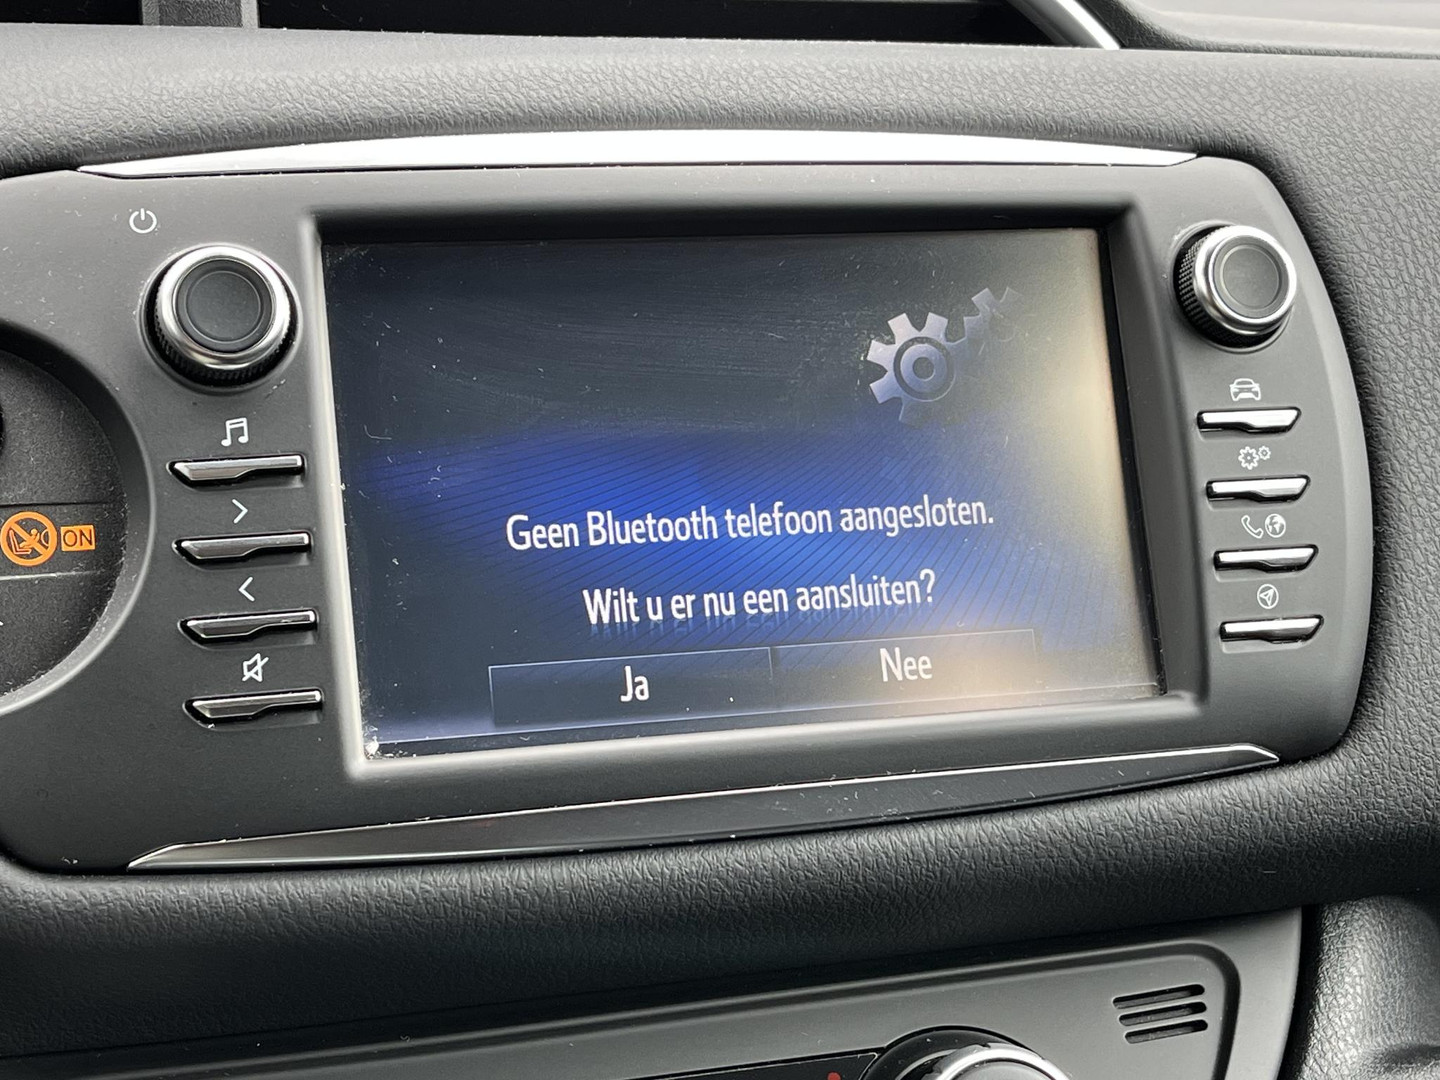 Geen Bluetooth telefoon aangesloten.
Wilt u er nu een aansluiten?
Ja
Nee
ON